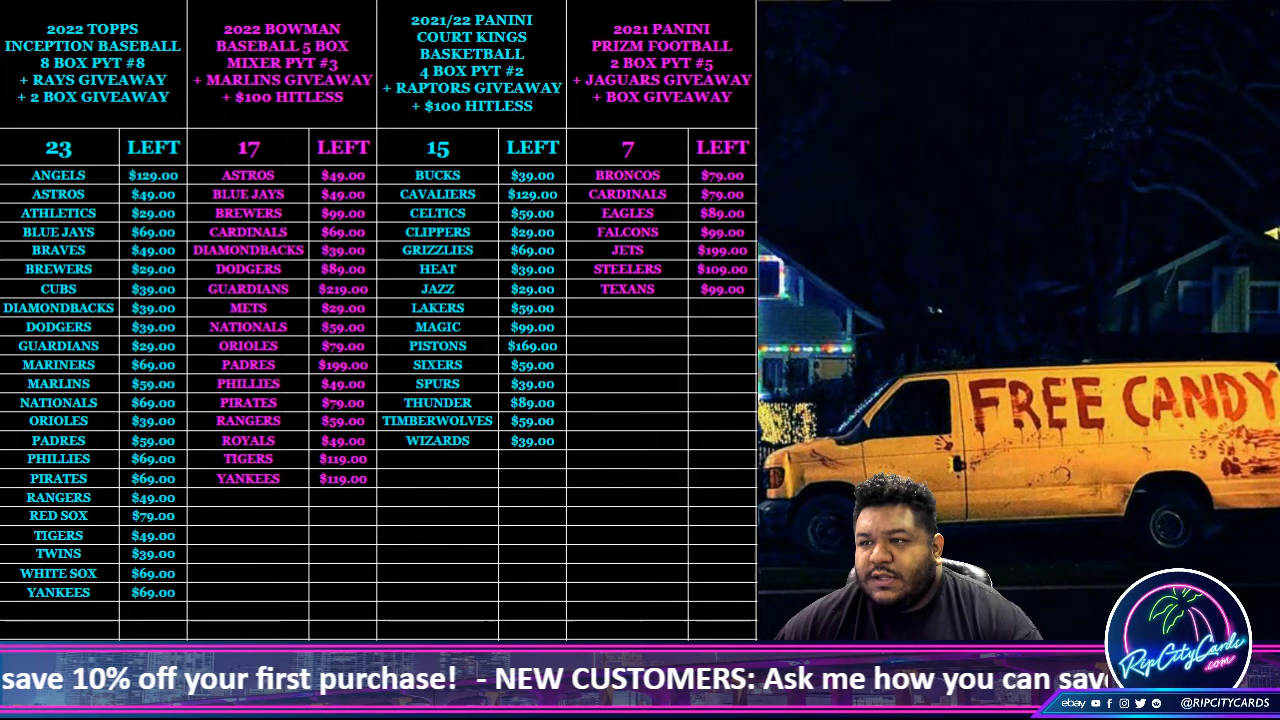 2022 TOPPS
INCEPTION BASEBALL
8 BOX PYT #8
+ RAYS GIVEAWAY
+ 2 BOX GIVEAWAY
23 LEFT
ANGELS $129.00
ASTROS $49.00
ATHLETICS $29.00
BLUE JAYS $69.00
BRAVES $49.00
BREWERS $29.00
CUBS $39.00
DIAMONDBACKS $39.00
DODGERS $39.00
GUARDIANS $29.00
MARINERS $69.00
MARLINS $59.00
NATIONALS $69.00
ORIOLES $39.00
PADRES $59.00
PHILLIES $69.00
PIRATES $69.00
RANGERS $49.00
RED SOX $79.00
TIGERS $49.00
TWINS $39.00
WHITE SOX $69.00
YANKEES $69.00
2022 BOWMAN
BASEBALL 5 BOX
MIXER PYT #3
+ MARLINS GIVEAWAY
+ $100 HITLESS
17 LEFT
ASTROS $49.00
BLUE JAYS $49.00
BREWERS $99.00
CARDINALS $69.00
DIAMONDBACKS $39.00
DODGERS $89.00
GUARDIANS $219.00
METS $29.00
NATIONALS $59.00
ORIOLES $79.00
PADRES $199.00
PHILLIES $49.00
PIRATES $79.00
RANGERS $59.00
ROYALS $49.00
TIGERS $119.00
YANKEES $119.00
2021/22 PANINI
COURT KINGS
BASKETBALL
4 BOX PYT #2
+ RAPTORS GIVEAWAY
+ $100 HITLESS
15 LEFT
BUCKS $39.00
CAVALIERS $129.00
CELTICS $59.00
CLIPPERS $29.00
GRIZZLIES $69.00
HEAT $39.00
JAZZ $29.00
LAKERS $59.00
MAGIC $99.00
PISTONS $169.00
SIXERS $59.00
SPURS $39.00
THUNDER $89.00
TIMBERWOLVES $59.00
WIZARDS $39.00
2021 PANINI
PRIZM FOOTBALL
2 BOX PYT #5
+ JAGUARS GIVEAWAY
+ BOX GIVEAWAY
7 LEFT
BRONCOS $79.00
CARDINALS $79.00
EAGLES $89.00
FALCONS $99.00
JETS $199.00
STEELERS $109.00
TEXANS $99.00
FREE CANDY
RipCityCards
.com
save 10% off your first purchase! - NEW CUSTOMERS: Ask me how you can save
ebay @RIPCITYCARDS